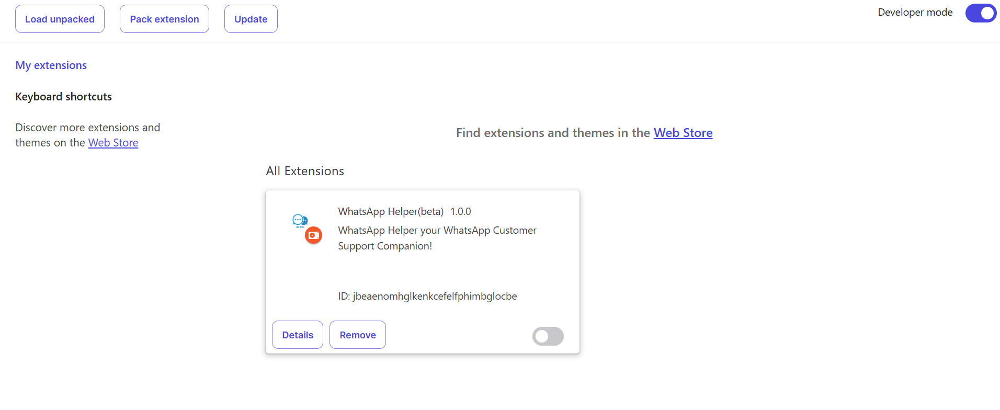 Load unpacked
Pack extension
Update
Developer mode
My extensions
Keyboard shortcuts
Discover more extensions and
themes on the Web Store
Find extensions and themes in the Web Store
All Extensions
WhatsApp Helper(beta) 1.0.0
WhatsApp Helper your WhatsApp Customer
Support Companion!
ID: jbeaenomhglkenkcefelfphimbglocbe
Details
Remove